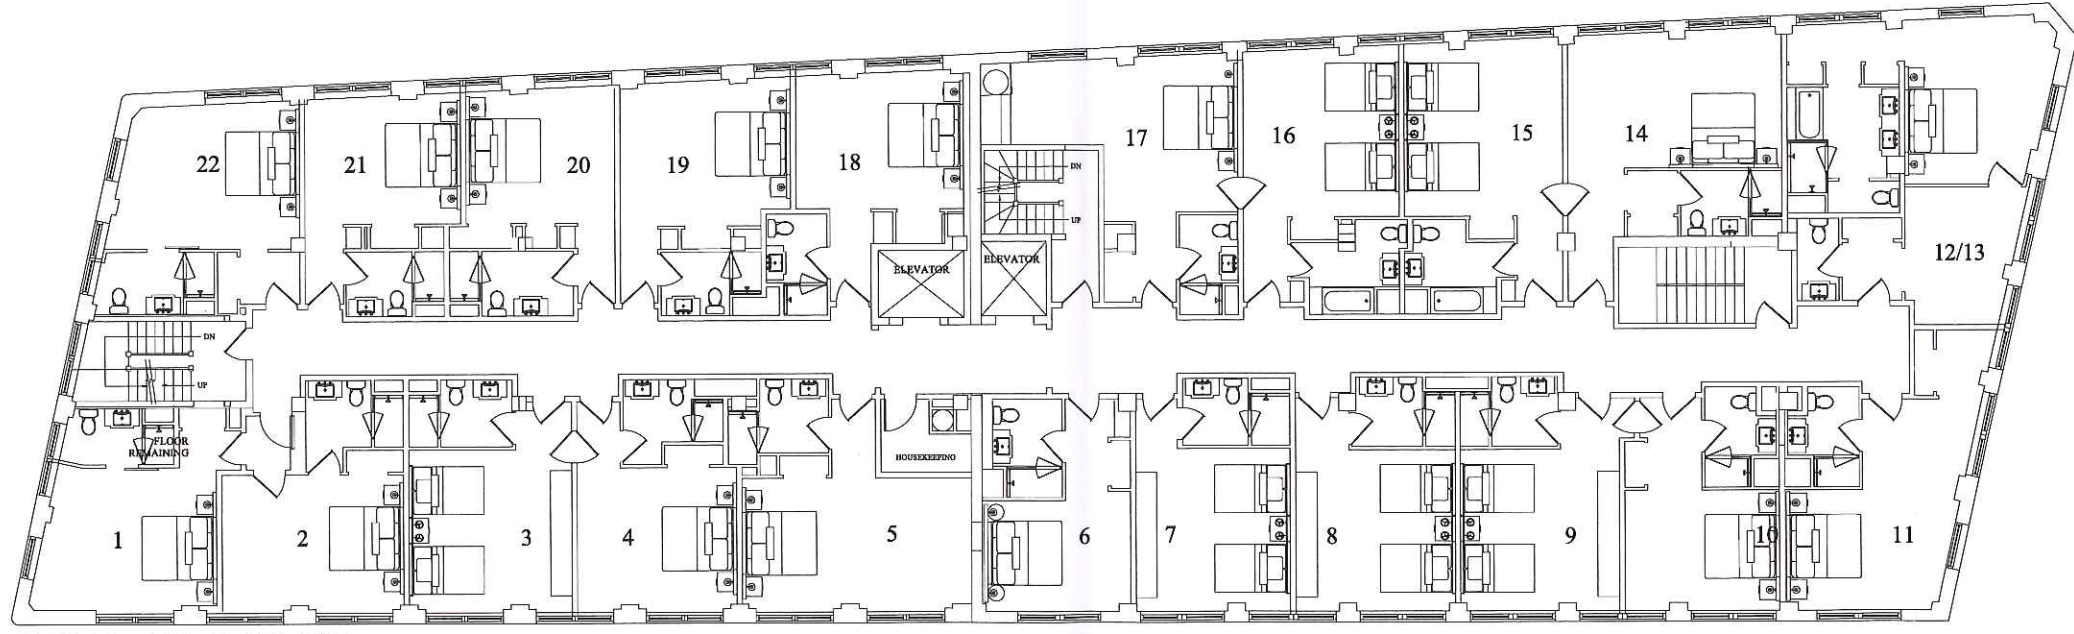 22
21
20
19
18
17
16
15
14
12/13
DN
UP
ELEVATOR
ELEVATOR
DN
UP
FLOOR
REMAINING
HOUSEKEEPING
1
2
3
4
5
6
7
8
9
10
11